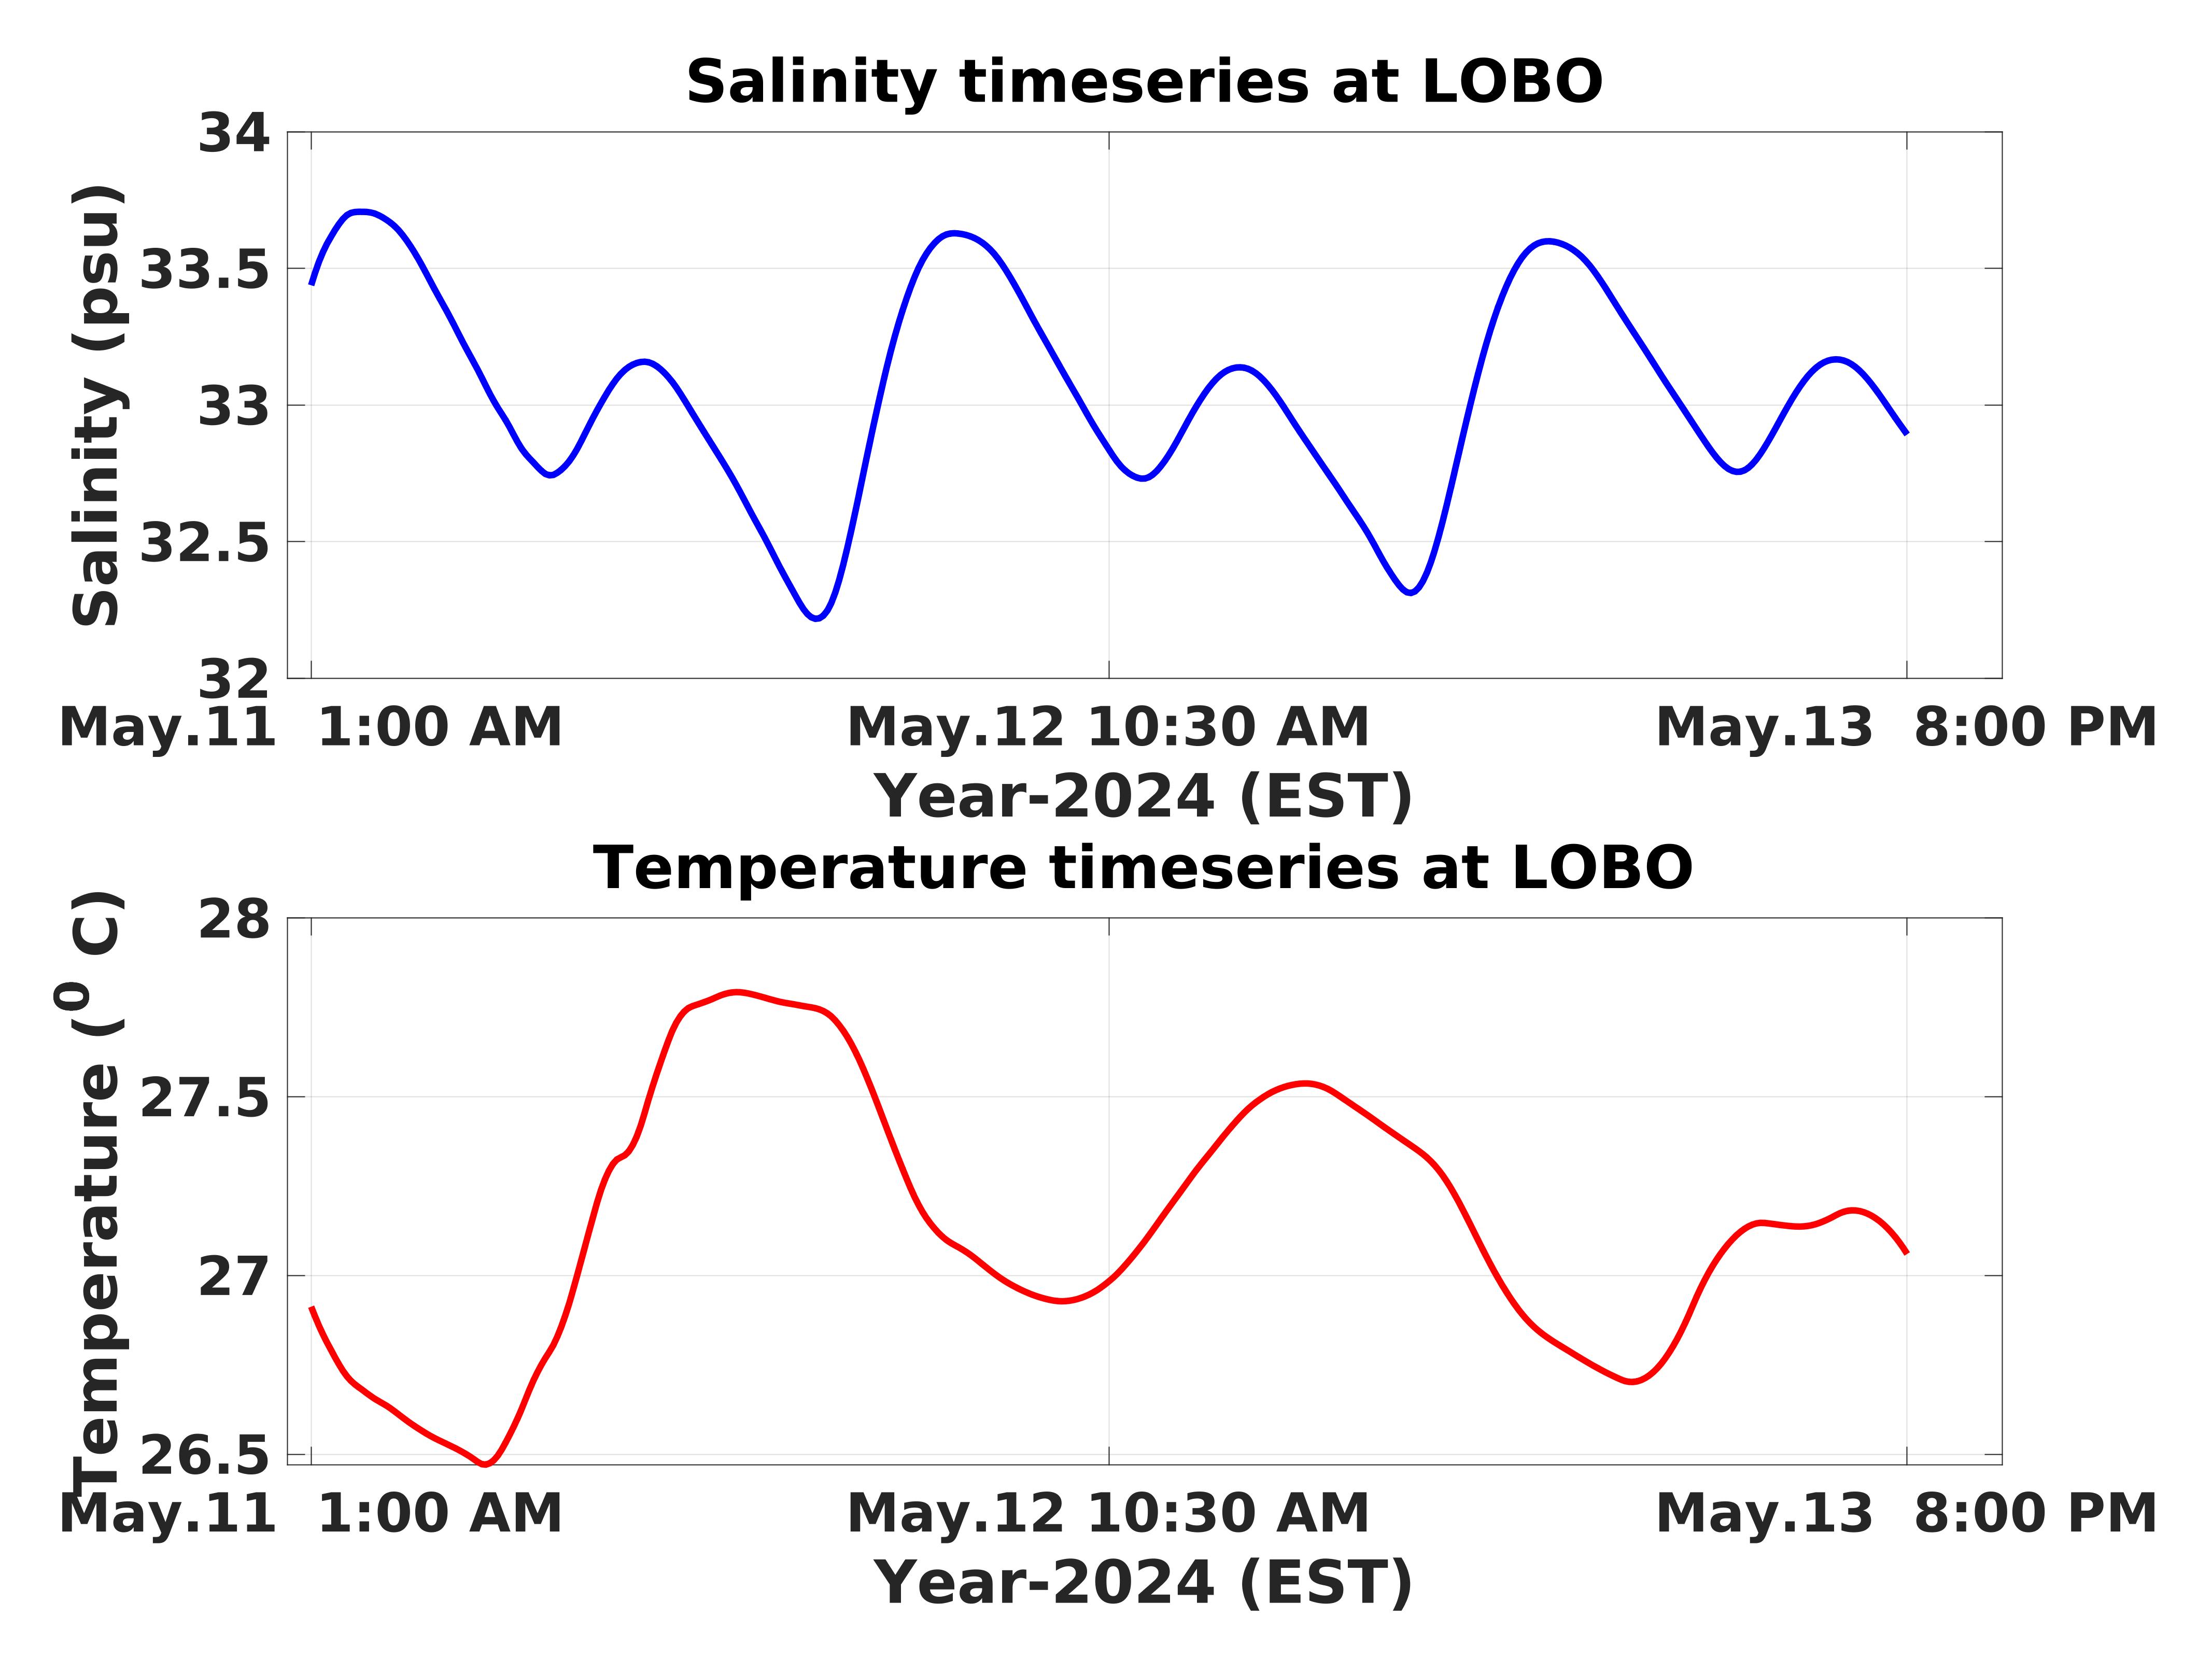 Salinity timeseries at LOBO
Salinity (psu)
34
33.5
33
32.5
32
May.11  1:00 AM
May.12 10:30 AM
May.13  8:00 PM
Year-2024 (EST)
Temperature timeseries at LOBO
Temperature (⁰ C)
28
27.5
27
26.5
May.11  1:00 AM
May.12 10:30 AM
May.13  8:00 PM
Year-2024 (EST)